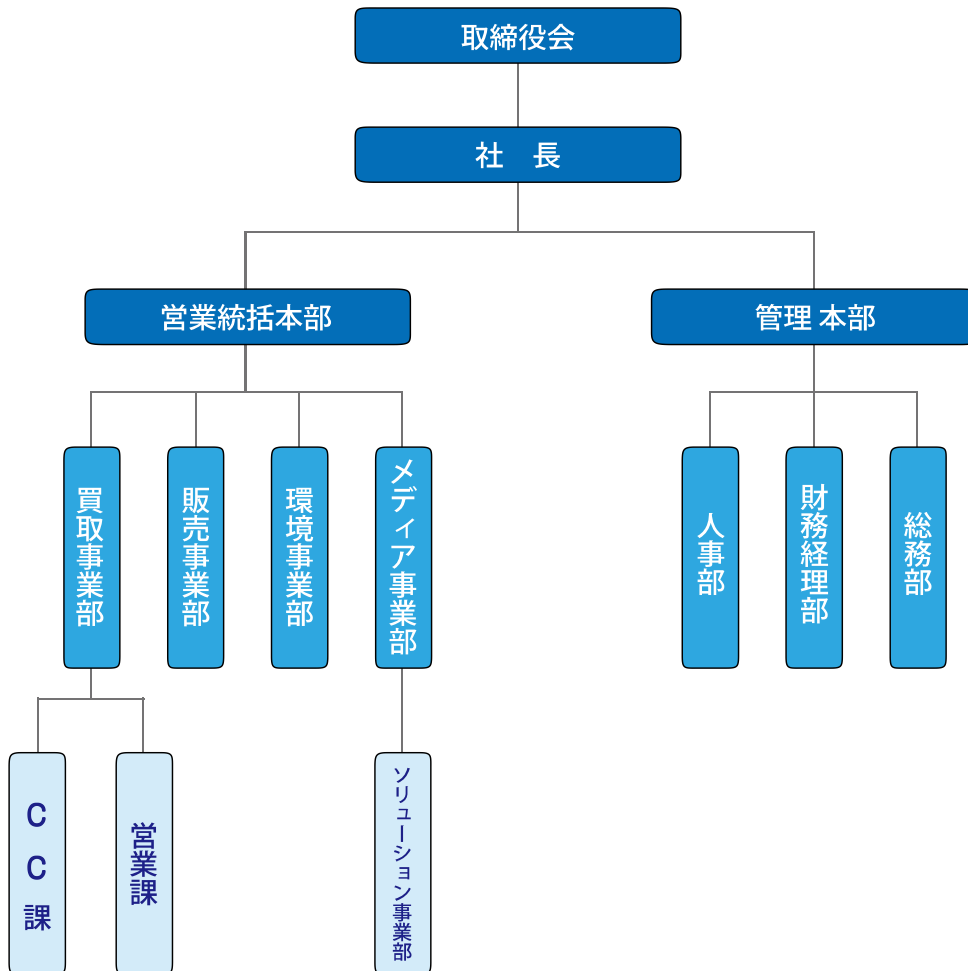 取締役会
社　長
営業統括本部
管理 本部
買取事業部
販売事業部
環境事業部
メディア事業部
人事部
財務経理部
総務部
CC課
営業課
ソリューション事業部